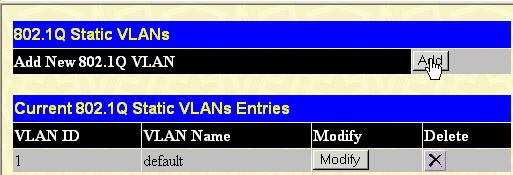 802.1Q Static VLANs
Add New 802.1Q VLAN Add
Current 802.1Q Static VLANs Entries
VLAN ID VLAN Name Modify Delete
1 default Modify X